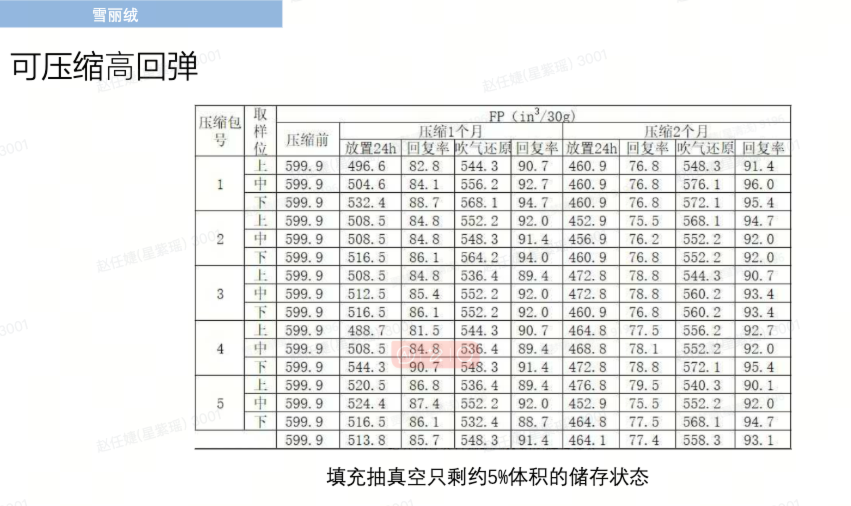 雪丽绒
可压缩高回弹
压缩包号 取样位 FP（in³/30g）
压缩前 压缩1个月 压缩2个月
放置24h 回复率 吹气还原 回复率 放置24h 回复率 吹气还原 回复率
1 上 599.9 496.6 82.8 544.3 90.7 460.9 76.8 548.3 91.4
中 599.9 504.6 84.1 556.2 92.7 460.9 76.8 576.1 96.0
下 599.9 532.4 88.7 568.1 94.7 460.9 76.8 572.1 95.4
2 上 599.9 508.5 84.8 552.2 92.0 452.9 75.5 568.1 94.7
中 599.9 508.5 84.8 548.3 91.4 456.9 76.2 552.2 92.0
下 599.9 516.5 86.1 564.2 94.0 460.9 76.8 552.2 92.0
3 上 599.9 508.5 84.8 536.4 89.4 472.8 78.8 544.3 90.7
中 599.9 512.5 85.4 552.2 92.0 472.8 78.8 560.2 93.4
下 599.9 516.5 86.1 552.2 92.0 460.9 76.8 560.2 93.4
4 上 599.9 488.7 81.5 544.3 90.7 464.8 77.5 556.2 92.7
中 599.9 508.5 84.8 536.4 89.4 468.8 78.1 552.2 92.0
下 599.9 544.3 90.7 548.3 91.4 472.8 78.8 572.1 95.4
5 上 599.9 520.5 86.8 536.4 89.4 476.8 79.5 540.3 90.1
中 599.9 524.4 87.4 552.2 92.0 452.9 75.5 552.2 92.0
下 599.9 516.5 86.1 532.4 88.7 464.8 77.5 568.1 94.7
599.9 513.8 85.7 548.3 91.4 464.1 77.4 558.3 93.1
填充抽真空只剩约5%体积的储存状态
赵任婕(星紫瑶) 3001